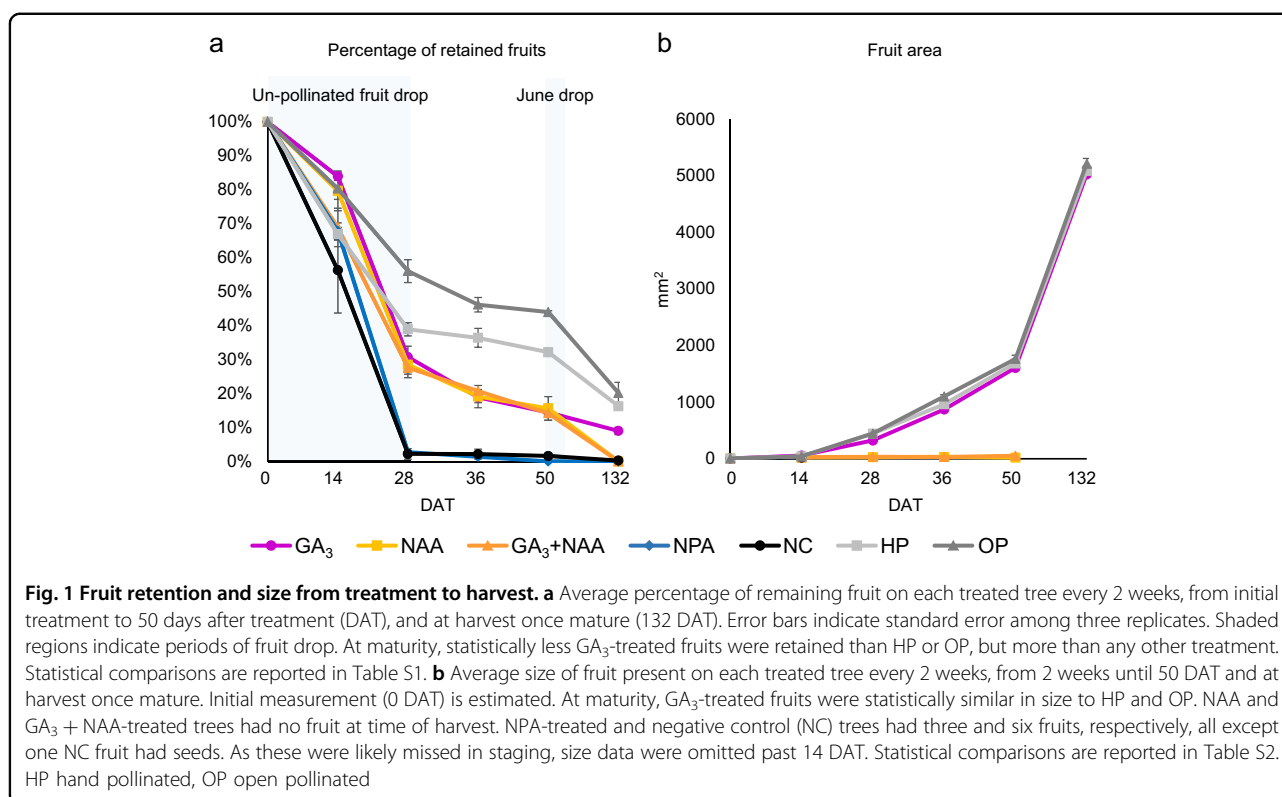 a
b
Percentage of retained fruits
Fruit area
Un-pollinated fruit drop
June drop
100%
90%
80%
70%
60%
50%
40%
30%
20%
10%
0%
0 14 28 36 50 132
DAT
6000
5000
4000
3000
2000
1000
0
mm²
0 14 28 36 50 132
DAT
GA₃ NAA GA₃+NAA NPA NC HP OP
Fig. 1 Fruit retention and size from treatment to harvest. a Average percentage of remaining fruit on each treated tree every 2 weeks, from initial
treatment to 50 days after treatment (DAT), and at harvest once mature (132 DAT). Error bars indicate standard error among three replicates. Shaded
regions indicate periods of fruit drop. At maturity, statistically less GA₃-treated fruits were retained than HP or OP, but more than any other treatment.
Statistical comparisons are reported in Table S1. b Average size of fruit present on each treated tree every 2 weeks, from 2 weeks until 50 DAT and at
harvest once mature. Initial measurement (0 DAT) is estimated. At maturity, GA₃-treated fruits were statistically similar in size to HP and OP. NAA and
GA₃ + NAA-treated trees had no fruit at time of harvest. NPA-treated and negative control (NC) trees had three and six fruits, respectively, all except
one NC fruit had seeds. As these were likely missed in staging, size data were omitted past 14 DAT. Statistical comparisons are reported in Table S2.
HP hand pollinated, OP open pollinated